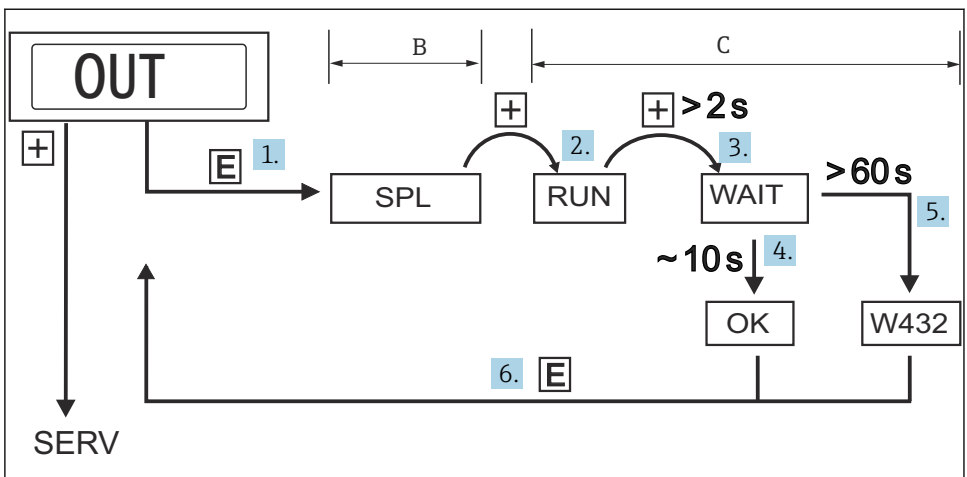 B
C
OUT
+
+
+ >2s
E
1.
2.
3.
>60s
SPL
RUN
WAIT
5.
~10s
4.
OK
W432
6. E
SERV